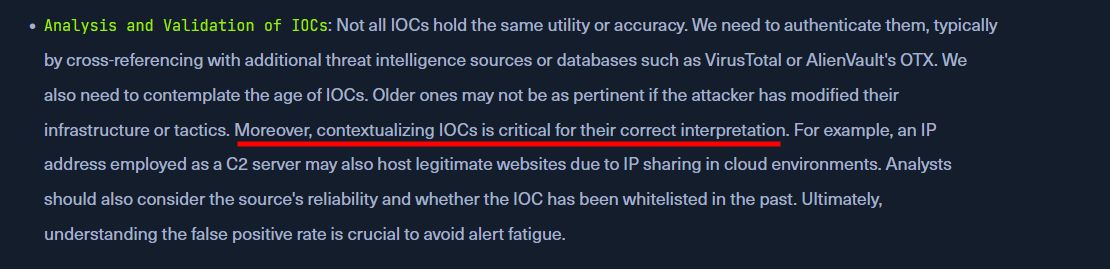 • Analysis and Validation of IOCs: Not all IOCs hold the same utility or accuracy. We need to authenticate them, typically
by cross-referencing with additional threat intelligence sources or databases such as VirusTotal or AlienVault's OTX. We
also need to contemplate the age of IOCs. Older ones may not be as pertinent if the attacker has modified their
infrastructure or tactics. Moreover, contextualizing IOCs is critical for their correct interpretation. For example, an IP
address employed as a C2 server may also host legitimate websites due to IP sharing in cloud environments. Analysts
should also consider the source's reliability and whether the IOC has been whitelisted in the past. Ultimately,
understanding the false positive rate is crucial to avoid alert fatigue.